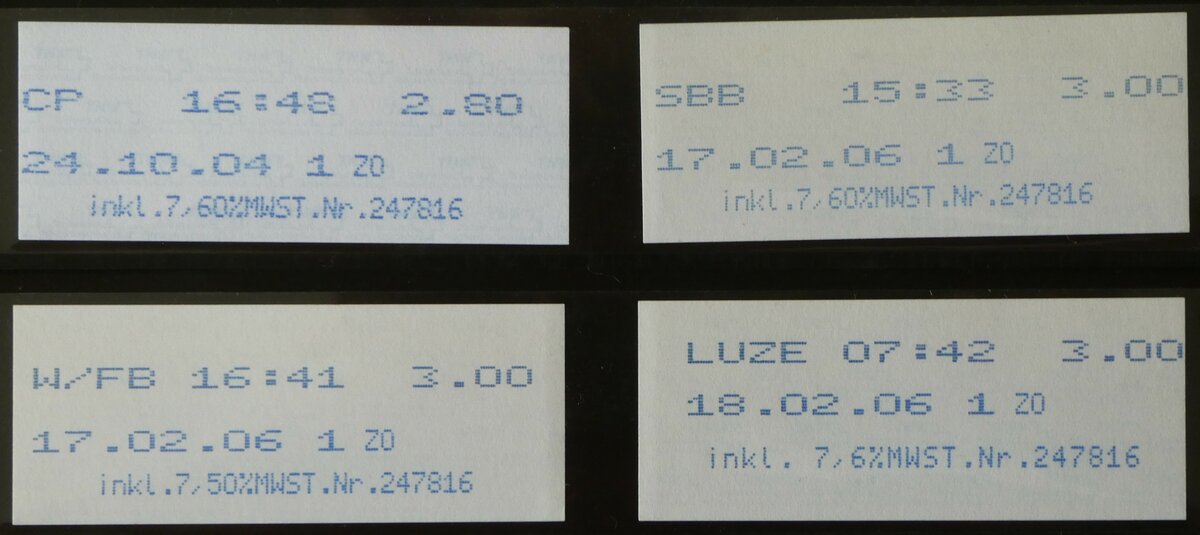 CP 16:48 2.80
24.10.04 1 ZO
inkl.7,60%MWST.Nr.247816
SBB 15:33 3.00
17.02.06 1 ZO
inkl.7,60%MWST.Nr.247816
W/FB 16:41 3.00
17.02.06 1 ZO
inkl.7,50%MWST.Nr.247816
LUZE 07:42 3.00
18.02.06 1 ZO
inkl. 7,6%MWST.Nr.247816